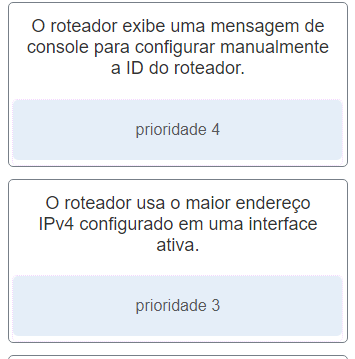 O roteador exibe uma mensagem de
console para configurar manualmente
a ID do roteador.
prioridade 4
O roteador usa o maior endereço
IPv4 configurado em uma interface
ativa.
prioridade 3